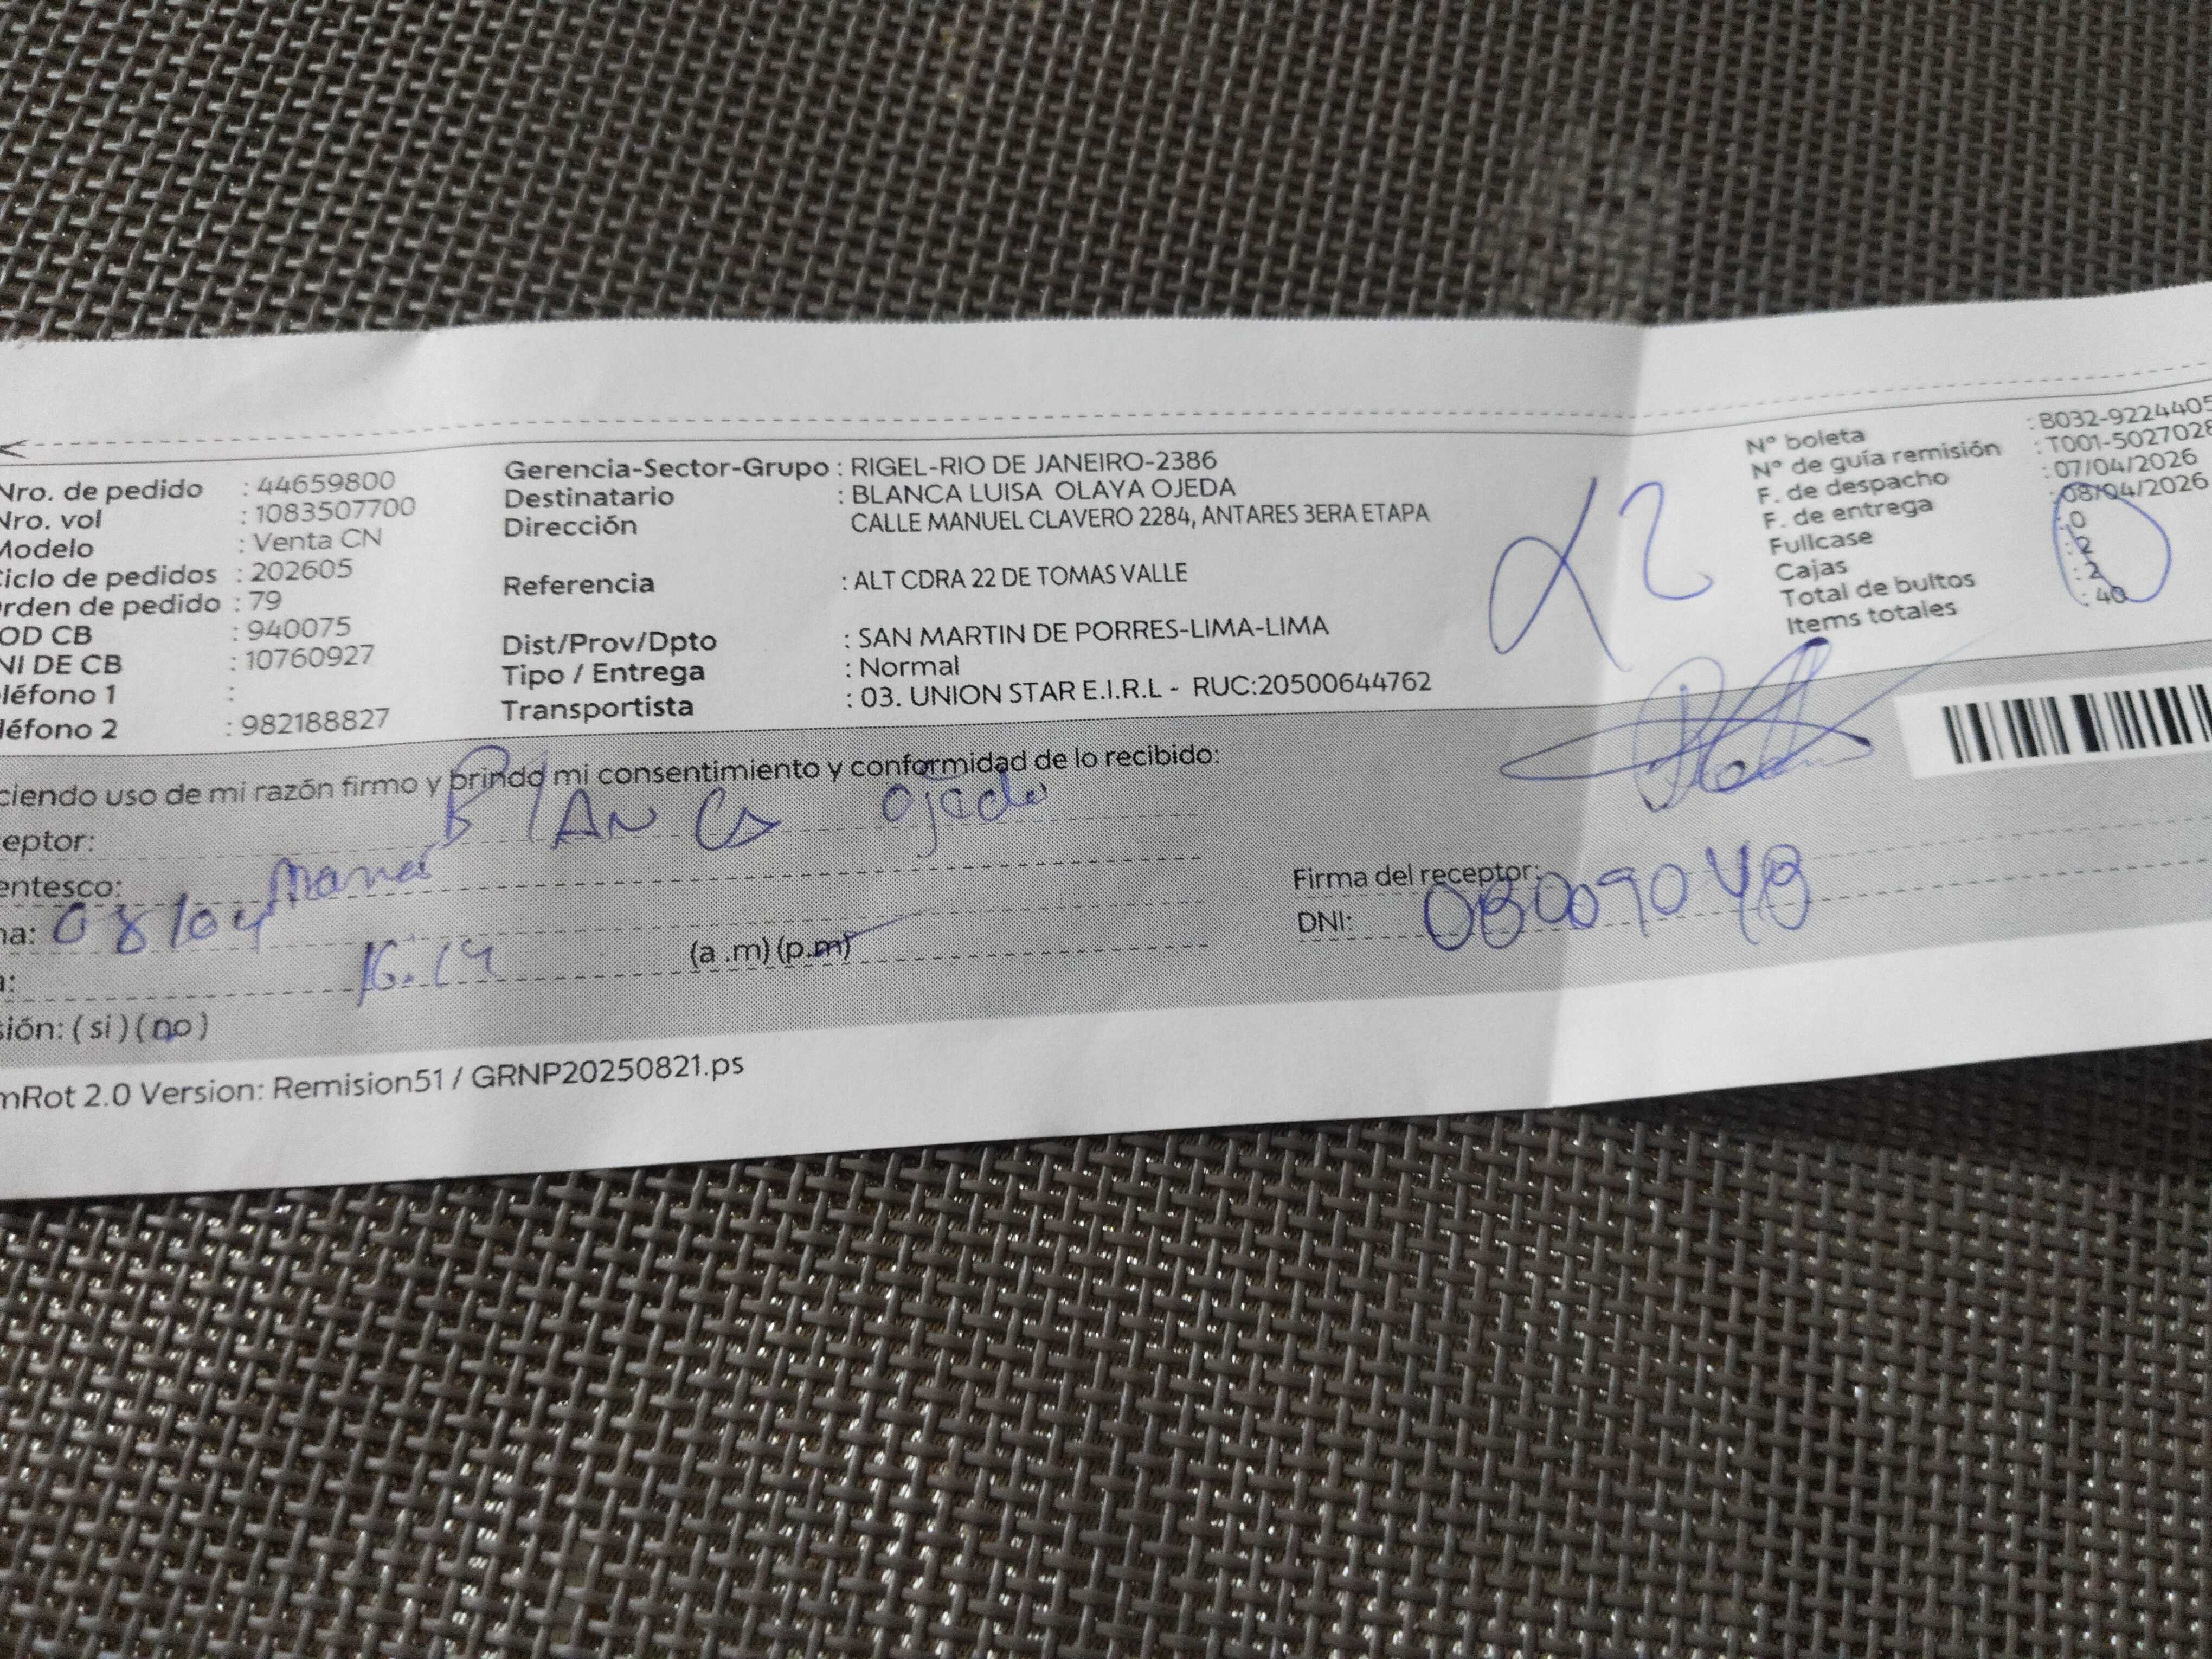 Nro. de pedido : 44659800
Nro. vol : 1083507700
Modelo : Venta CN
Ciclo de pedidos : 202605
Orden de pedido : 79
OD CB : 940075
NI DE CB : 10760927
léfono 1 :
léfono 2 : 982188827
Gerencia-Sector-Grupo : RIGEL-RIO DE JANEIRO-2386
Destinatario : BLANCA LUISA OLAYA OJEDA
Dirección CALLE MANUEL CLAVERO 2284, ANTARES 3ERA ETAPA
Referencia : ALT CDRA 22 DE TOMAS VALLE
Dist/Prov/Dpto : SAN MARTIN DE PORRES-LIMA-LIMA
Tipo / Entrega : Normal
Transportista : 03. UNION STAR E.I.R.L - RUC:20500644762
N° boleta : B032-9224405
N° de guía remisión : T001-5027028
F. de despacho : 07/04/2026
F. de entrega : 08/04/2026
Fullcase : 0
Cajas : 2
Total de bultos : 2
Items totales : 40
ciendo uso de mi razón firmo y brindo mi consentimiento y conformidad de lo recibido:
eptor: BlANCA Ojeda
entesco: mama
na: 08/04
a: 16:14 (a .m) (p.m)
sión: ( si ) ( no )
Firma del receptor:
DNI: 08009048
mRot 2.0 Version: Remision51 / GRNP20250821.ps